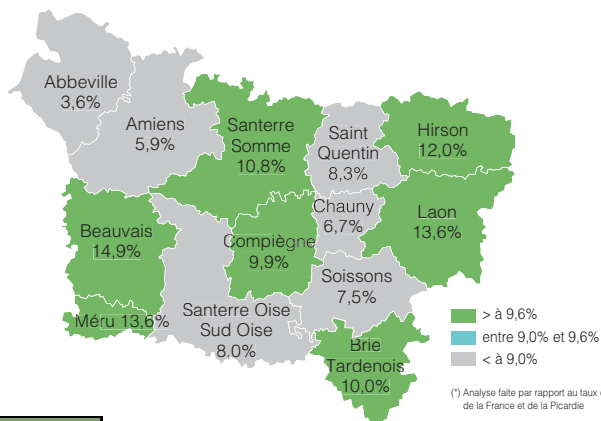 Abbeville
3,6%
Amiens
5,9%
Santerre
Somme
10,8%
Saint
Quentin
8,3%
Hirson
12,0%
Beauvais
14,9%
Compiègne
9,9%
Chauny
6,7%
Laon
13,6%
Soissons
7,5%
Méru 13,6%
Santerre Oise
Sud Oise
8,0%
Brie
Tardenois
10,0%
> à 9,6%
entre 9,0% et 9,6%
< à 9,0%
(*) Analyse faite par rapport au taux
de la France et de la Picardie